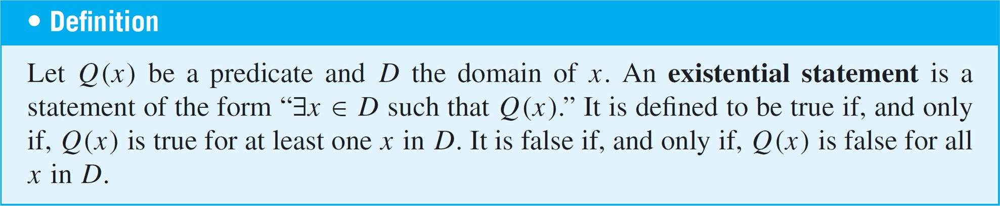 • Definition
Let Q(x) be a predicate and D the domain of x. An existential statement is a
statement of the form “∃x ∈ D such that Q(x).” It is defined to be true if, and only
if, Q(x) is true for at least one x in D. It is false if, and only if, Q(x) is false for all
x in D.